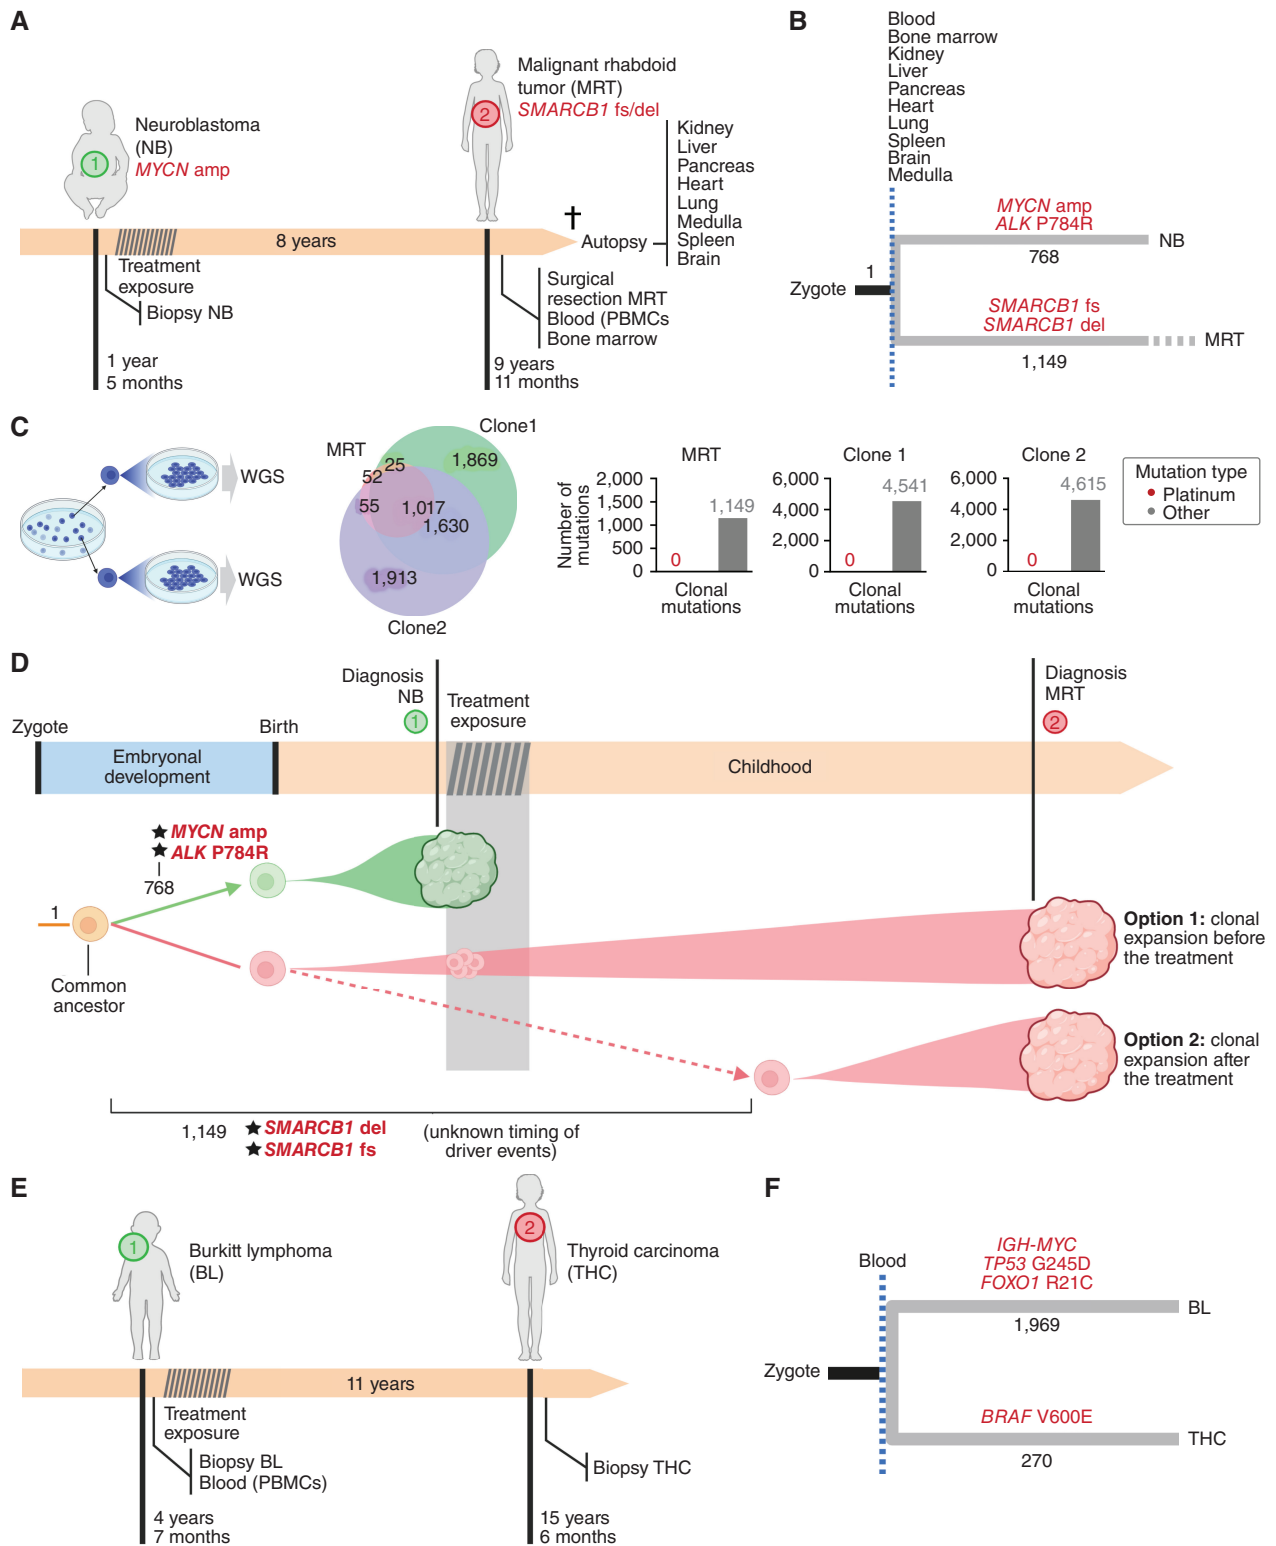 A
Neuroblastoma
(NB)
MYCN amp
1
Malignant rhabdoid
tumor (MRT)
SMARCB1 fs/del
2
8 years
Treatment
exposure
Biopsy NB
1 year
5 months
Autopsy
Kidney
Liver
Pancreas
Heart
Lung
Medulla
Spleen
Brain
Surgical
resection MRT
Blood (PBMCs
Bone marrow
9 years
11 months
B
Blood
Bone marrow
Kidney
Liver
Pancreas
Heart
Lung
Spleen
Brain
Medulla
Zygote
1
MYCN amp
ALK P784R
768
NB
SMARCB1 fs
SMARCB1 del
1,149
MRT
C
WGS
WGS
MRT
Clone1
25
1,869
52
55
1,017
1,630
1,913
Clone2
Number of
mutations
MRT
2,000
1,500
1,000
500
0
0
1,149
Clonal
mutations
Clone 1
6,000
4,000
2,000
0
0
4,541
Clonal
mutations
Clone 2
6,000
4,000
2,000
0
0
4,615
Clonal
mutations
Mutation type
Platinum
Other
D
Zygote
Birth
Diagnosis
NB
1
Treatment
exposure
Diagnosis
MRT
2
Embryonal
development
Childhood
MYCN amp
ALK P784R
768
1
Common
ancestor
Option 1: clonal
expansion before
the treatment
Option 2: clonal
expansion after
the treatment
1,149
SMARCB1 del
SMARCB1 fs
(unknown timing of
driver events)
E
1
Burkitt lymphoma
(BL)
2
Thyroid carcinoma
(THC)
11 years
Treatment
exposure
Biopsy BL
Blood (PBMCs)
4 years
7 months
Biopsy THC
15 years
6 months
F
Blood
Zygote
IGH-MYC
TP53 G245D
FOXO1 R21C
1,969
BL
BRAF V600E
270
THC